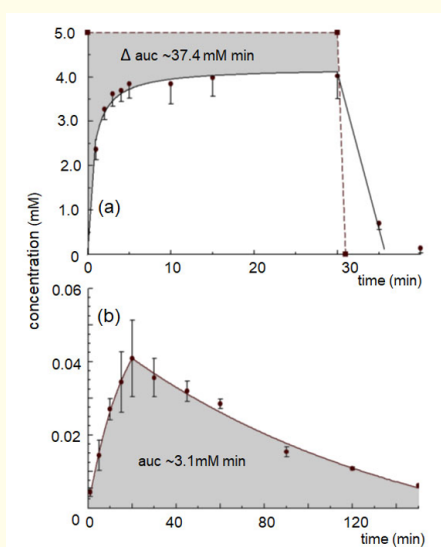 5.0
Δ auc ~37.4 mM min
4.0
3.0
2.0
1.0
(a)
0
0 10 20 30 40
time (min)
concentration (mM)
0.06
(b)
0.04
0.02
auc ~3.1mM min
0
0 40 80 120
time (min)